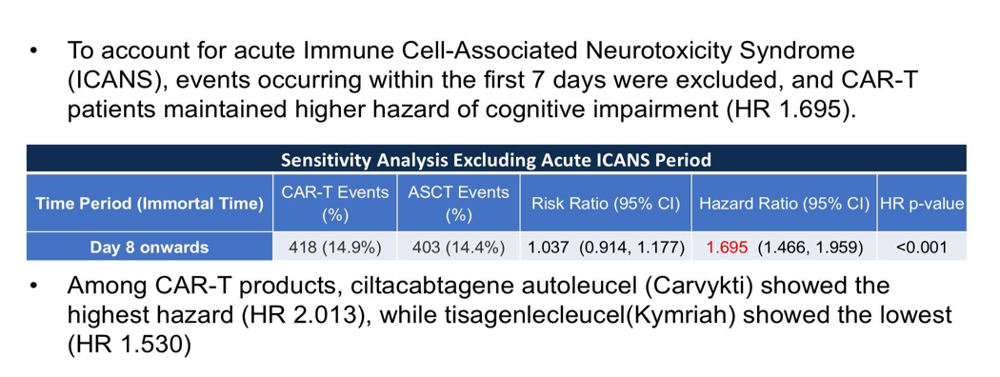 • To account for acute Immune Cell-Associated Neurotoxicity Syndrome
(ICANS), events occurring within the first 7 days were excluded, and CAR-T
patients maintained higher hazard of cognitive impairment (HR 1.695).
Sensitivity Analysis Excluding Acute ICANS Period
Time Period (Immortal Time) CAR-T Events (%) ASCT Events (%) Risk Ratio (95% CI) Hazard Ratio (95% CI) HR p-value
Day 8 onwards 418 (14.9%) 403 (14.4%) 1.037 (0.914, 1.177) 1.695 (1.466, 1.959) <0.001
• Among CAR-T products, ciltacabtagene autoleucel (Carvykti) showed the
highest hazard (HR 2.013), while tisagenlecleucel(Kymriah) showed the lowest
(HR 1.530)